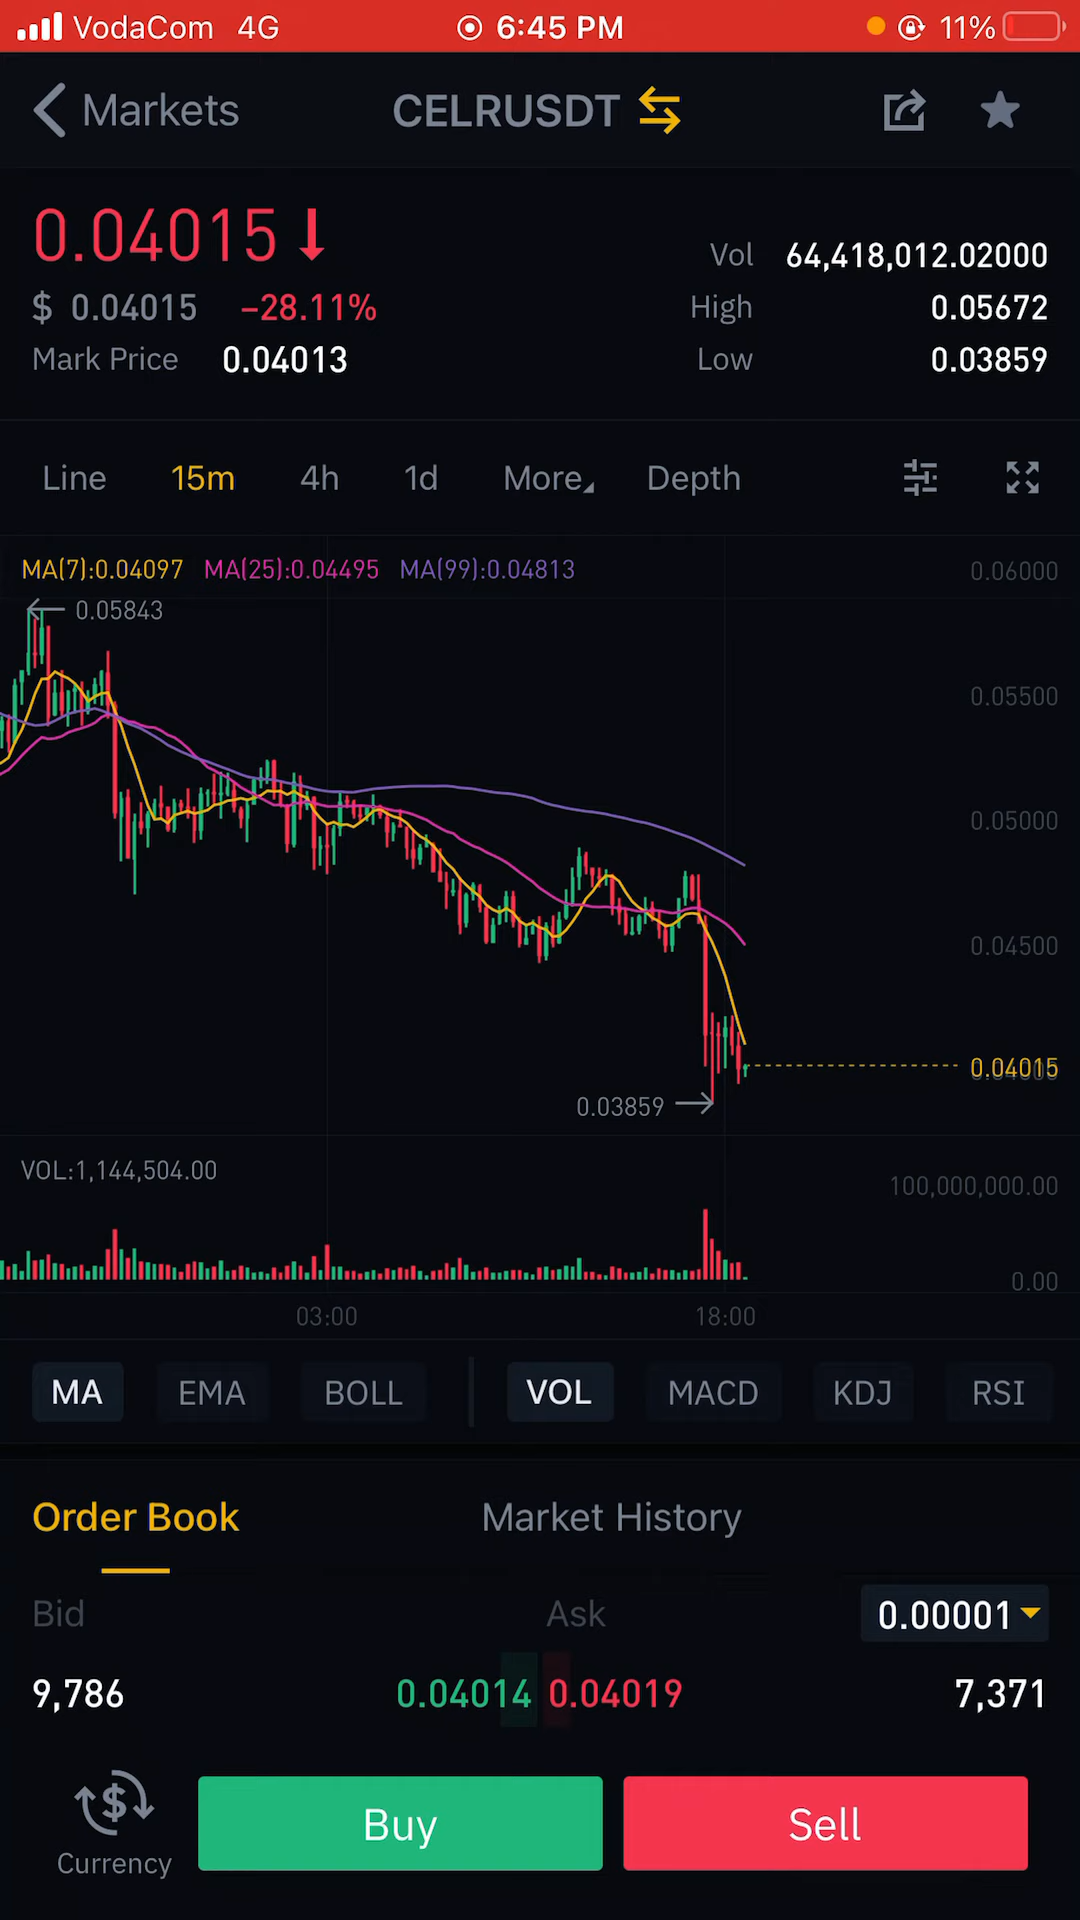 VodaCom 4G 6:45 PM 11%
Markets CELRUSDT
0.04015
Vol 64,418,012.02000
$ 0.04015 -28.11% High 0.05672
Mark Price 0.04013 Low 0.03859
Line 15m 4h 1d More Depth
MA(7):0.04097 MA(25):0.04495 MA(99):0.04813 0.06000
0.05843
0.05500
0.05000
0.04500
0.04015
0.03859
VOL:1,144,504.00
100,000,000.00
0.00
03:00 18:00
MA EMA BOLL VOL MACD KDJ RSI
Order Book Market History
Bid Ask 0.00001
9,786 0.04014 0.04019 7,371
Buy Sell
Currency